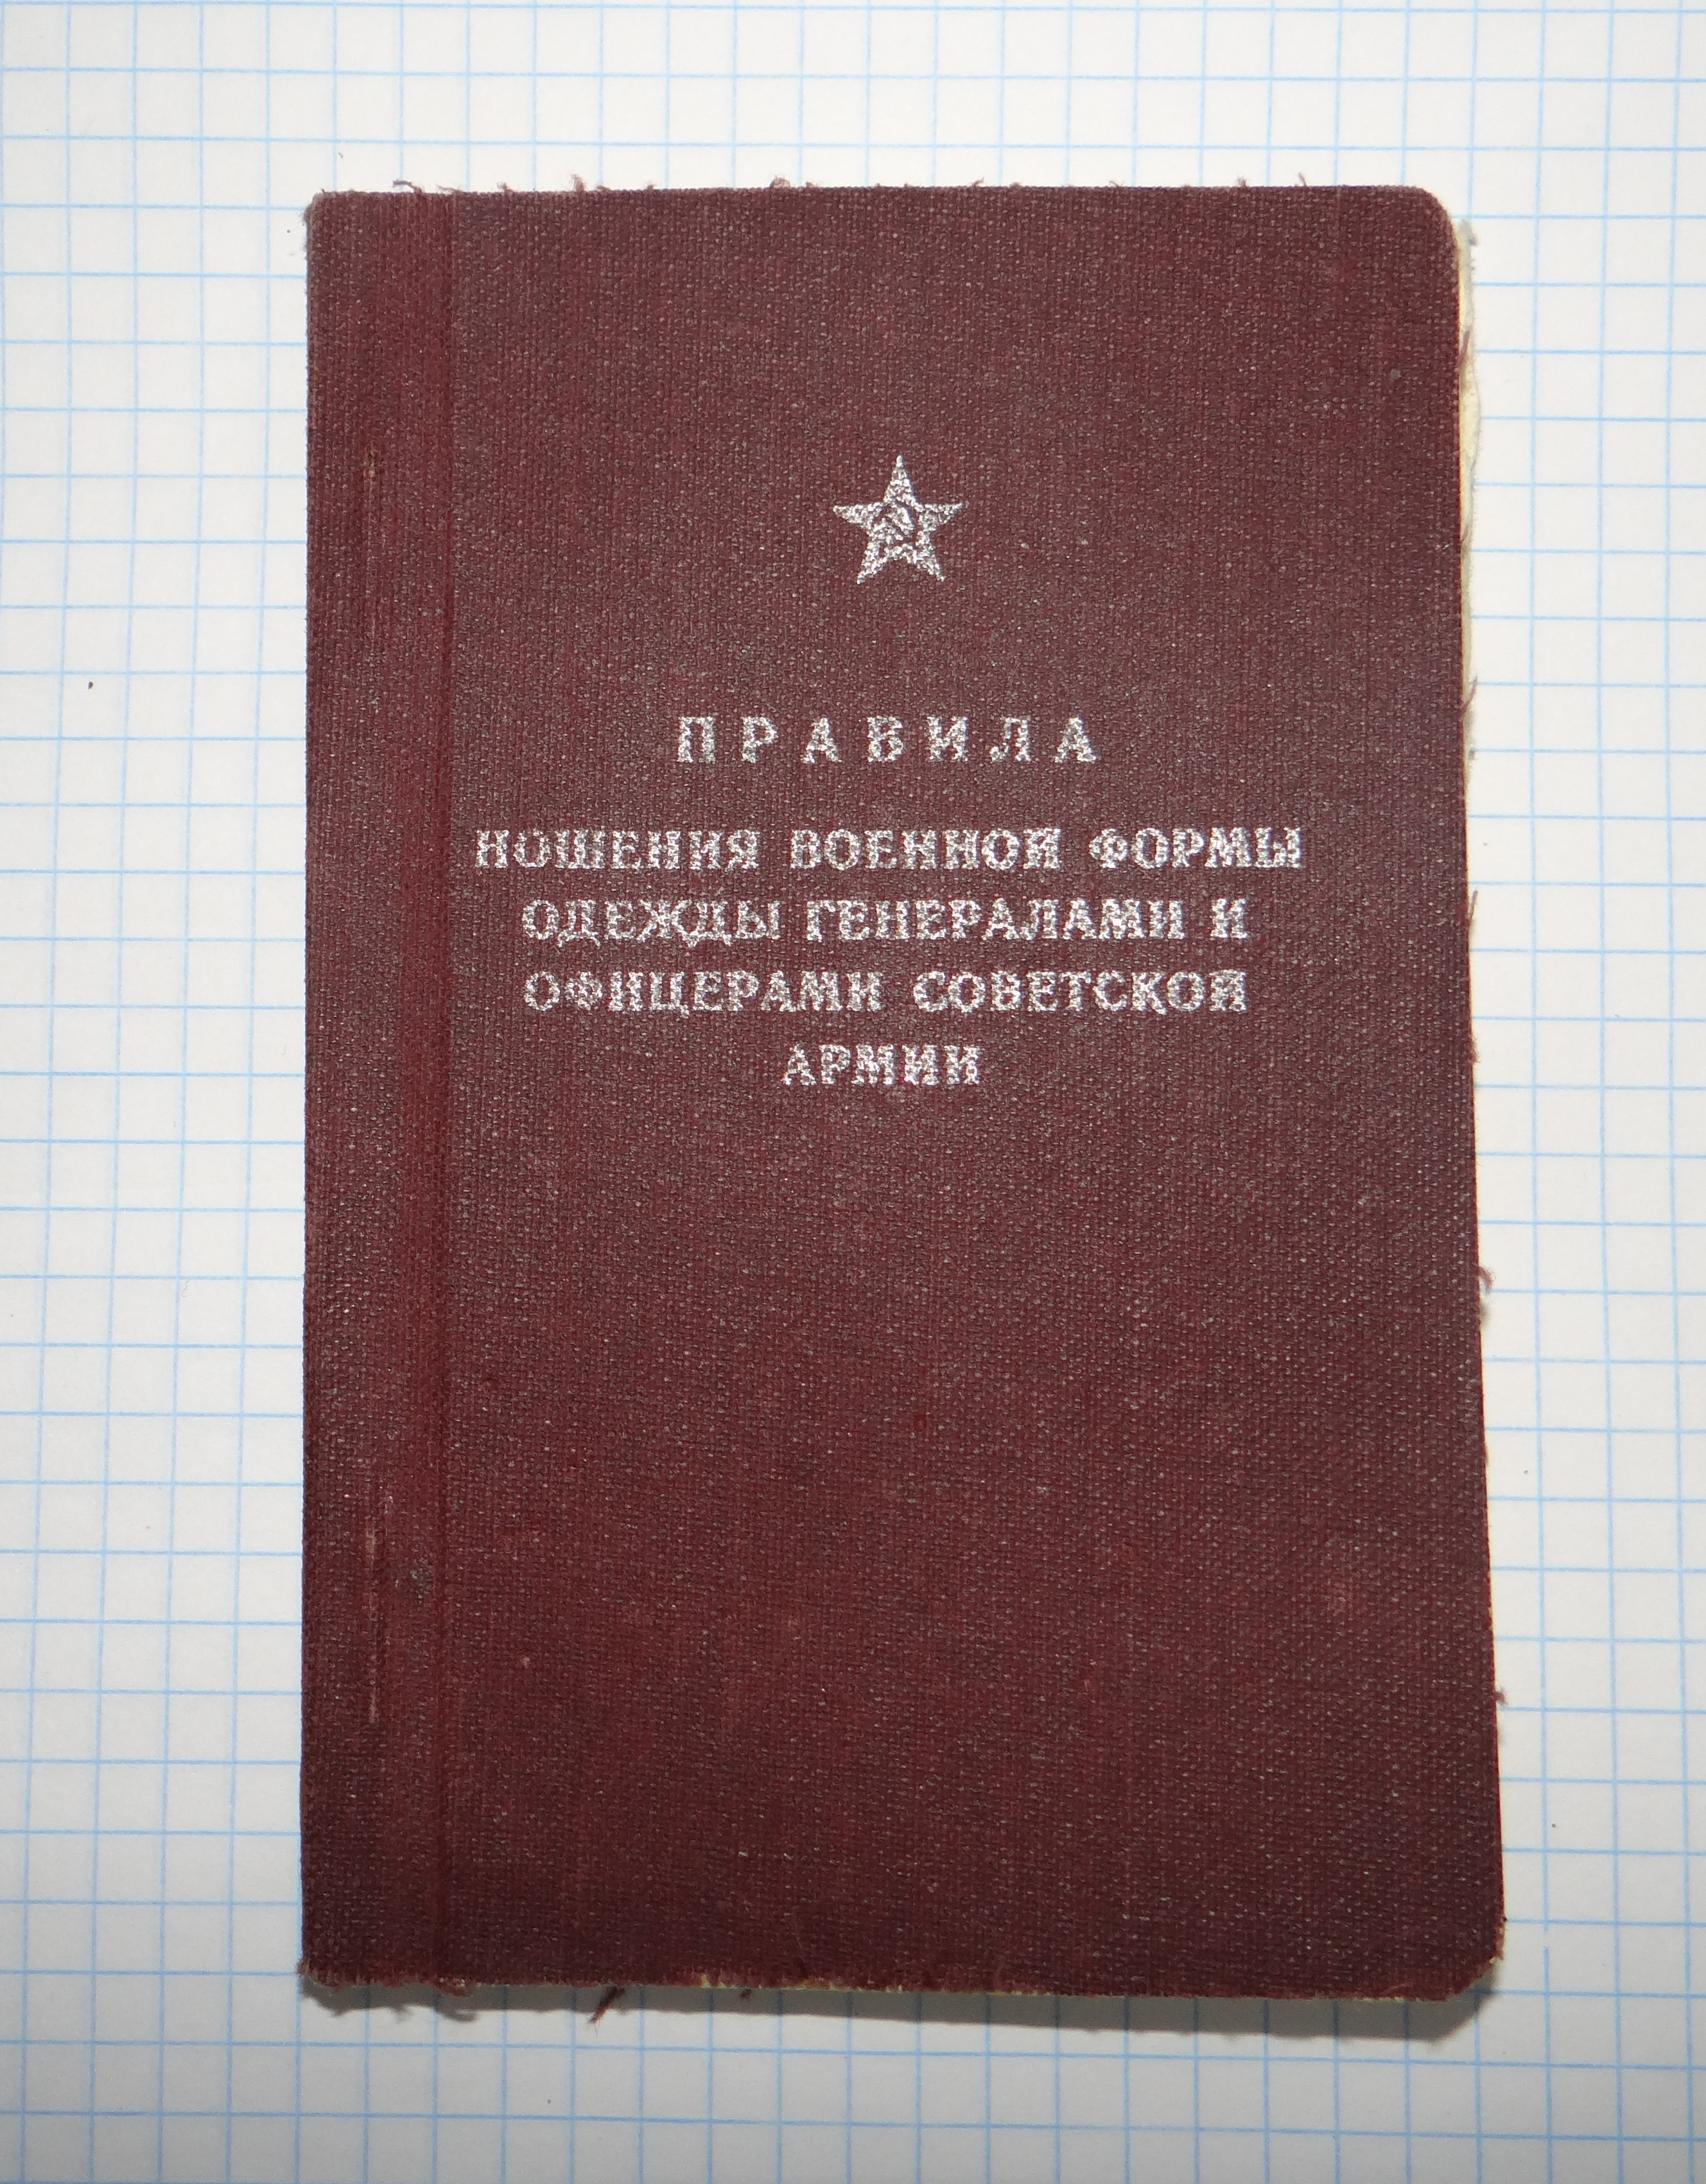 ПРАВИЛА
НОШЕНИЯ ВОЕННОЙ ФОРМЫ
ОДЕЖДЫ ГЕНЕРАЛАМИ И
ОФИЦЕРАМИ СОВЕТСКОЙ
АРМИИ